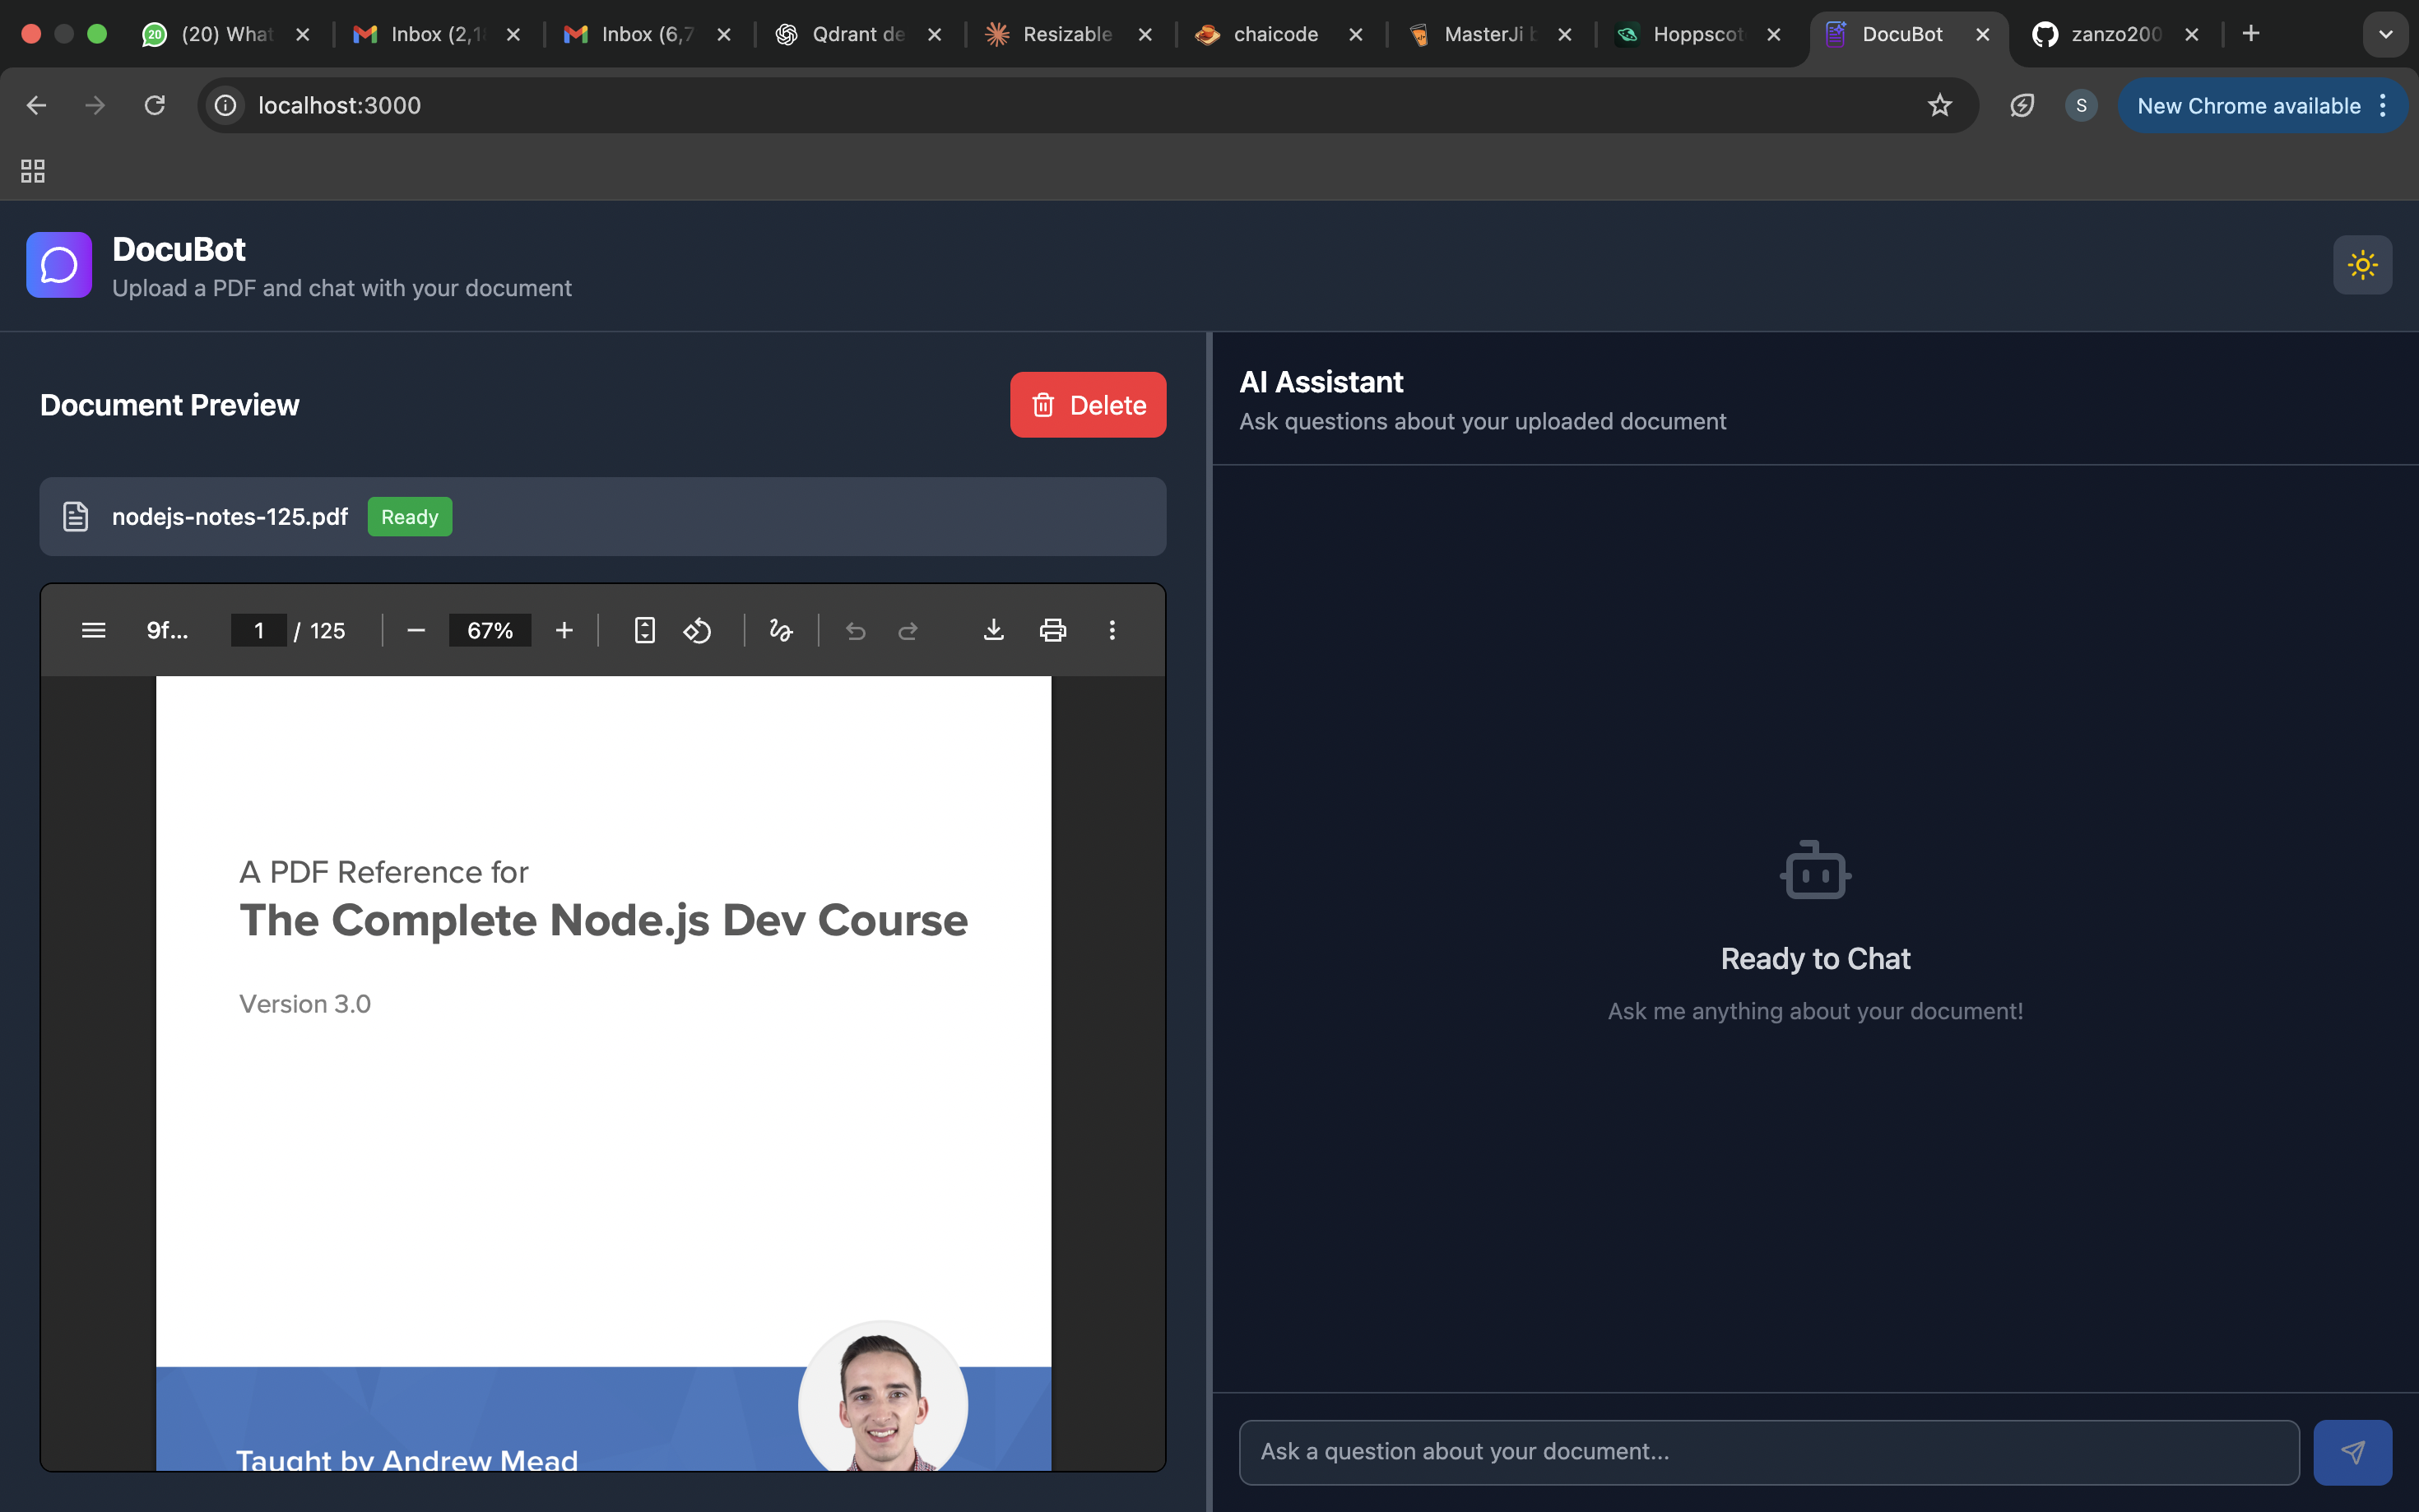 20
(20) What
Inbox (2,1
Inbox (6,7
Qdrant de
Resizable
chaicode
MasterJi b
Hoppscot
DocuBot
zanzo200
localhost:3000
S
New Chrome available
DocuBot
Upload a PDF and chat with your document
Document Preview
Delete
nodejs-notes-125.pdf
Ready
9f...
1 / 125
67%
A PDF Reference for
The Complete Node.js Dev Course
Version 3.0
Taught by Andrew Mead
AI Assistant
Ask questions about your uploaded document
Ready to Chat
Ask me anything about your document!
Ask a question about your document...